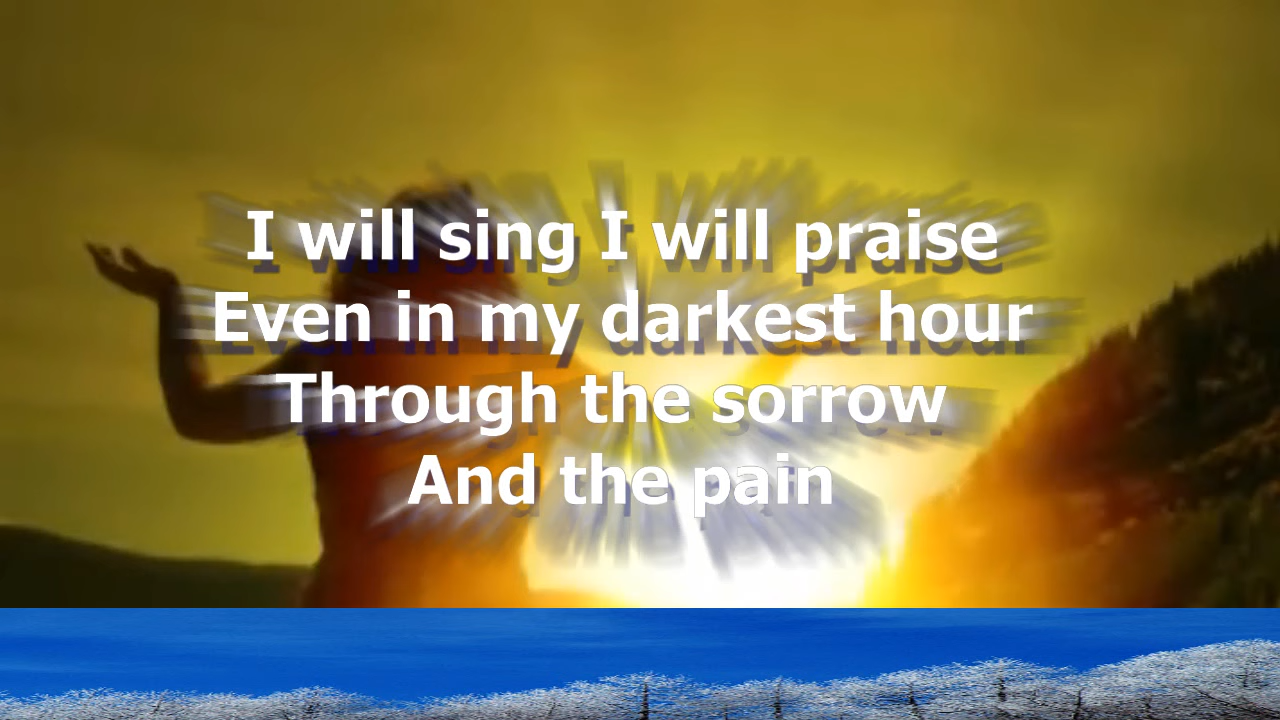 I will sing I will praise
Even in my darkest hour
Through the sorrow
And the pain